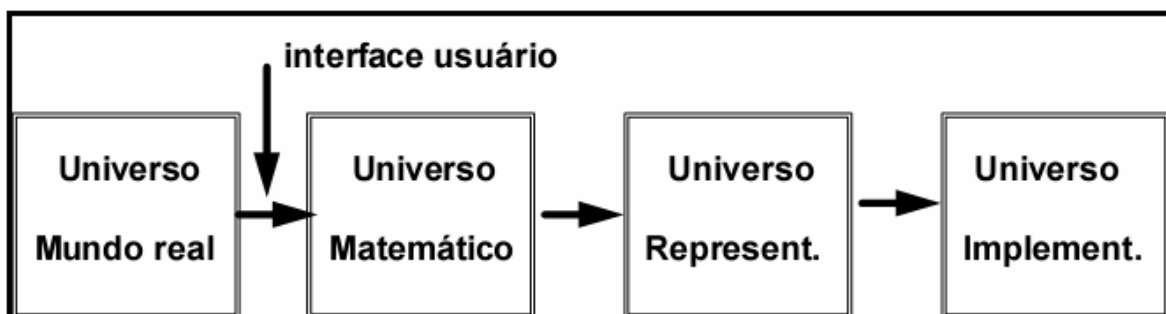 interface usuário
Universo
Mundo real
Universo
Matemático
Universo
Represent.
Universo
Implement.